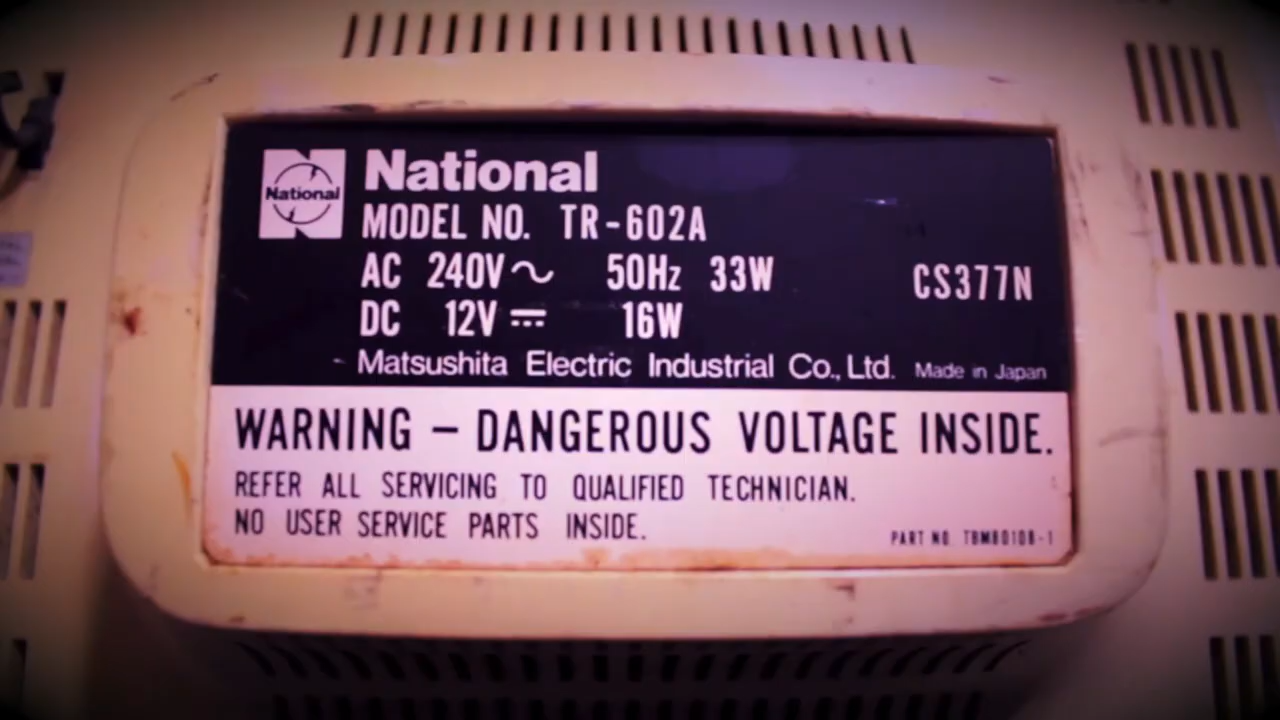 National
National
MODEL NO. TR-602A
AC 240V∿ 50Hz 33W
CS377N
DC 12V⎓ 16W
Matsushita Electric Industrial Co., Ltd. Made in Japan
WARNING – DANGEROUS VOLTAGE INSIDE.
REFER ALL SERVICING TO QUALIFIED TECHNICIAN.
NO USER SERVICE PARTS INSIDE.
PART NO. TBM80108-1